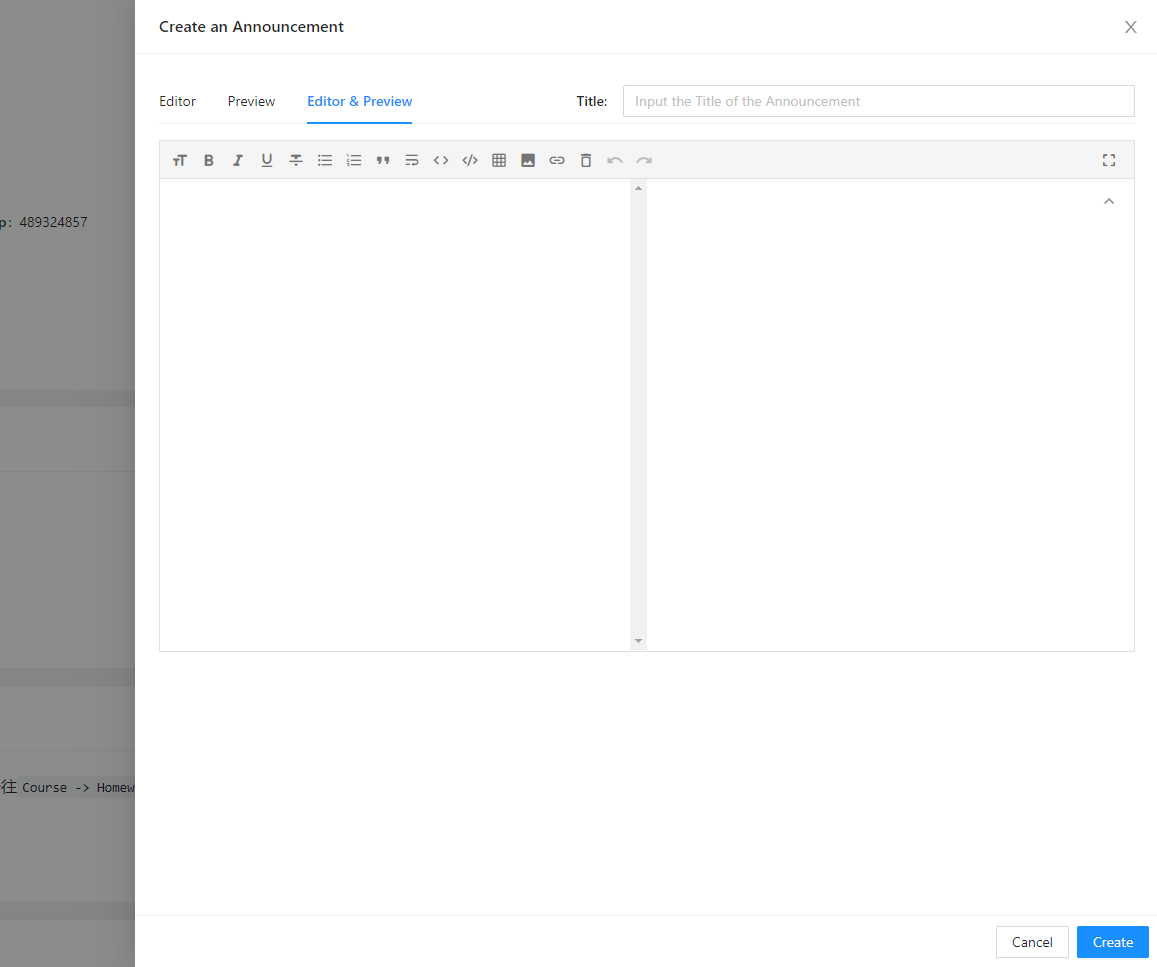 Create an Announcement
Editor Preview Editor & Preview Title: Input the Title of the Announcement
p: 489324857
往 Course -> Homew
Cancel Create